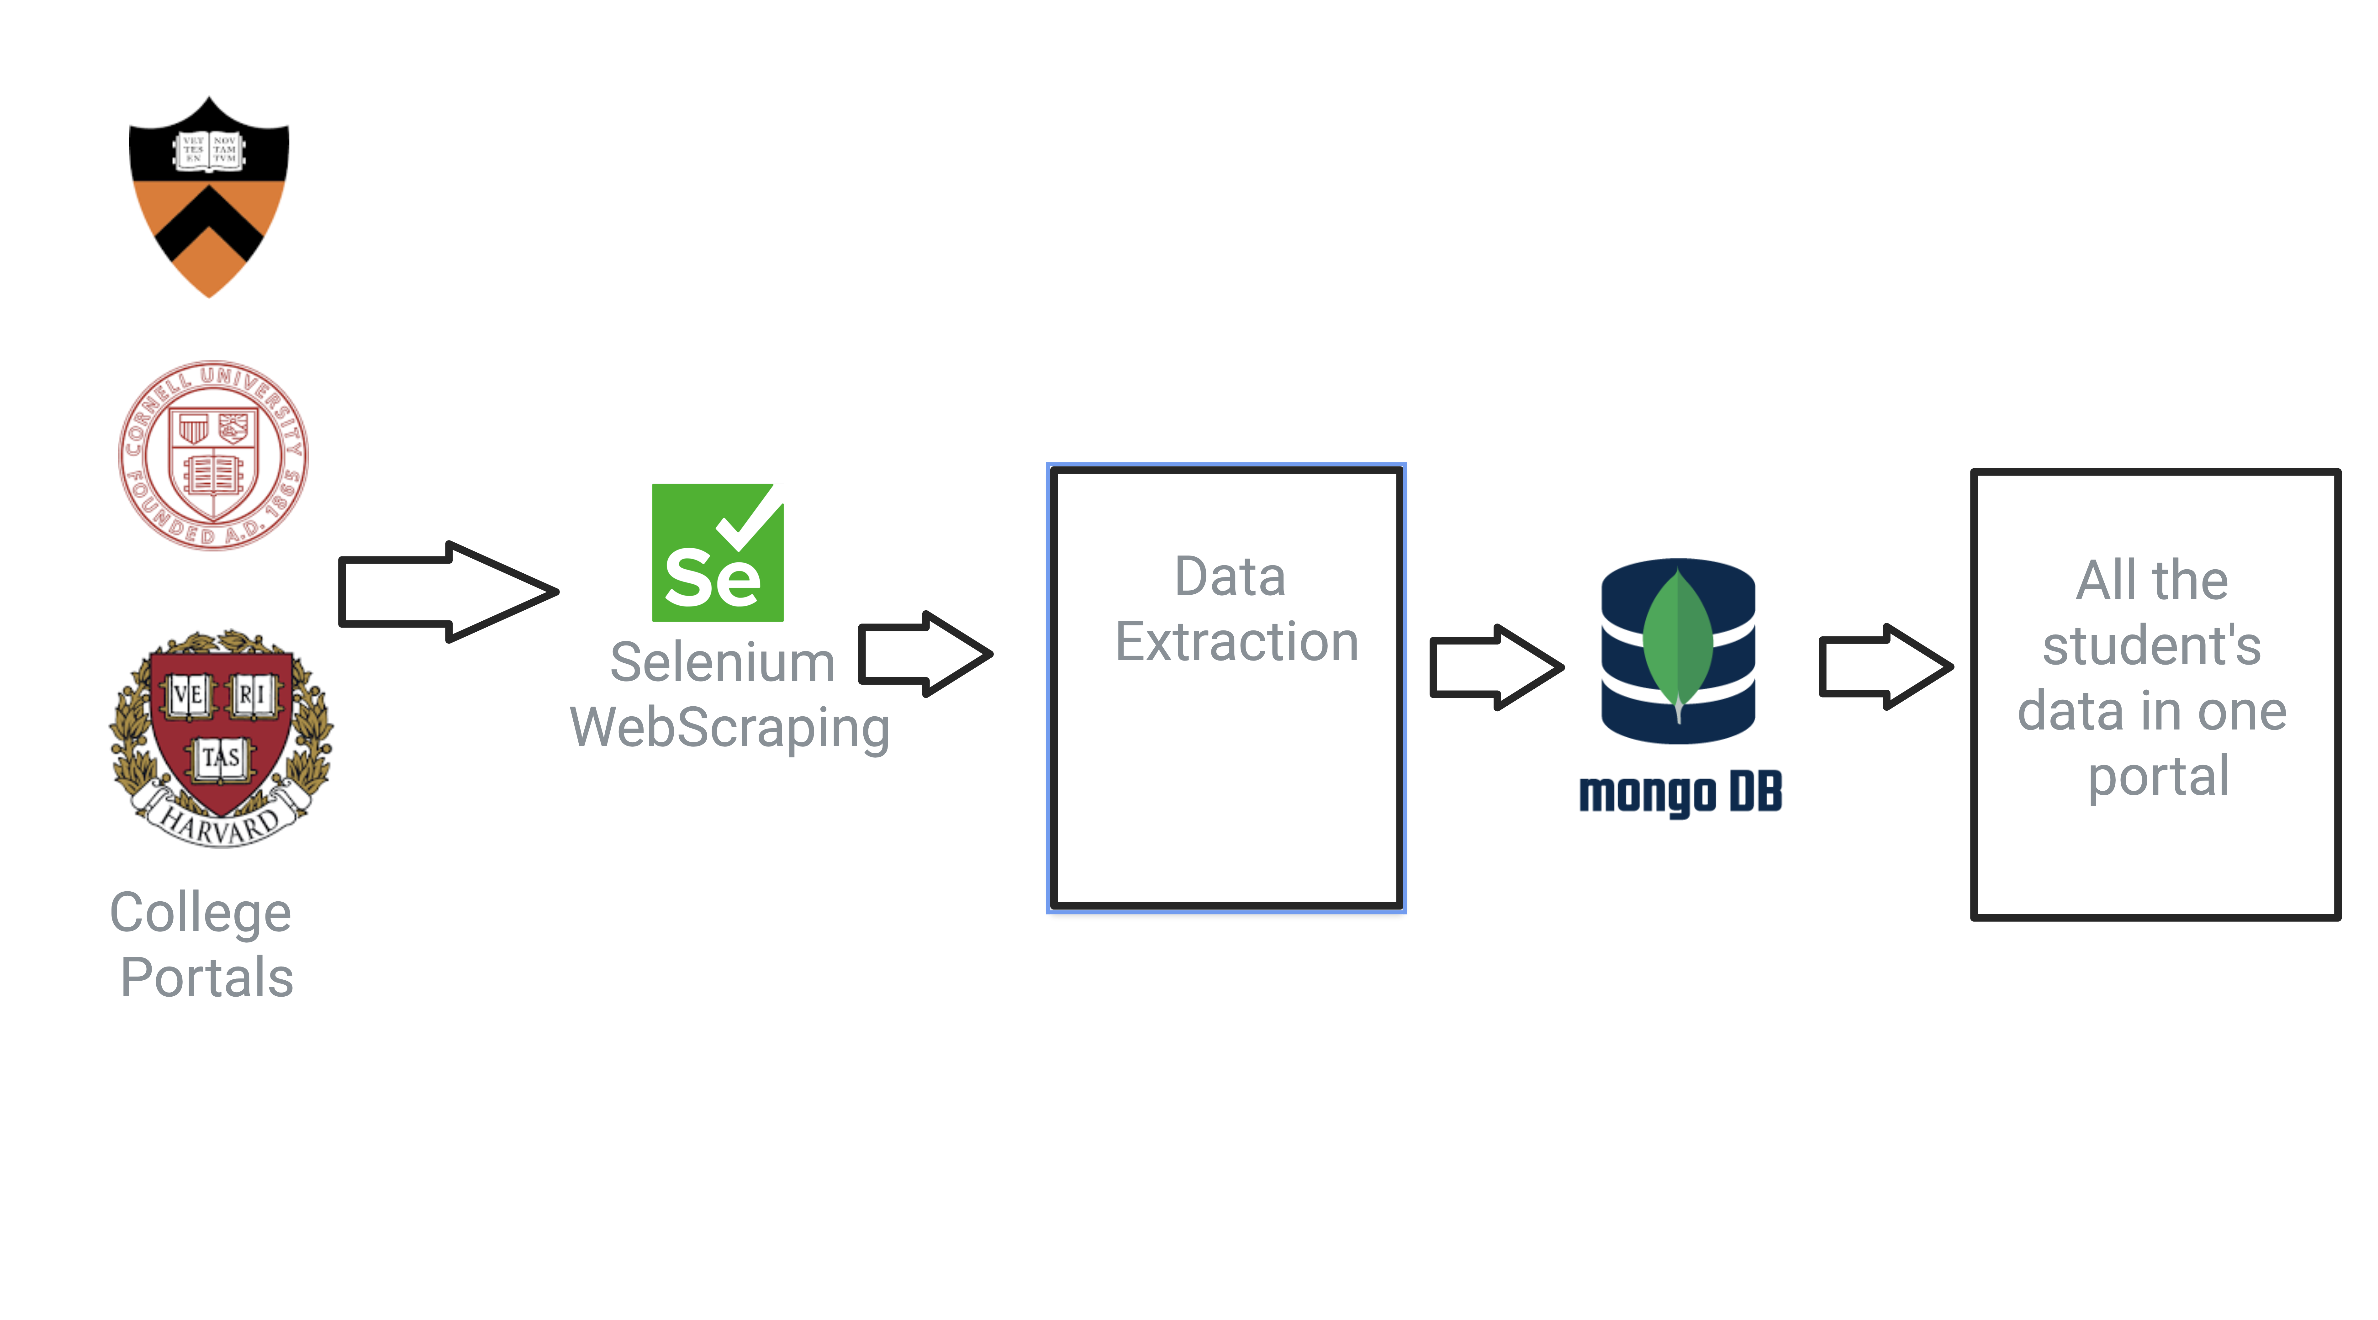 VET NOV
TES TAM
EN TVM
CORNELL UNIVERSITY
FOUNDED A.D. 1865
VE RI
TAS
HARVARD
College
Portals
Se
Selenium
WebScraping
Data
Extraction
mongo DB
All the
student's
data in one
portal